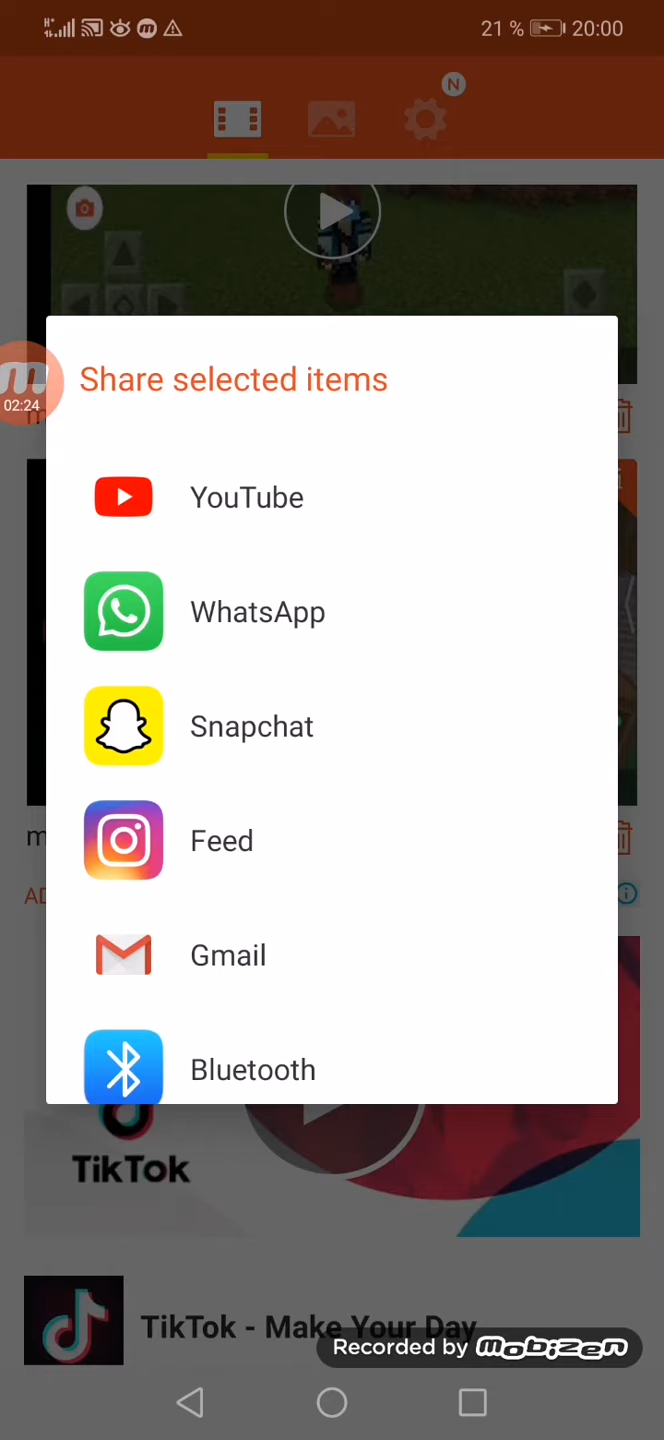 21 % 20:00
N
Share selected items
02:24
YouTube
WhatsApp
Snapchat
Feed
Gmail
Bluetooth
TikTok
TikTok - Make Your Day
Recorded by mobizen